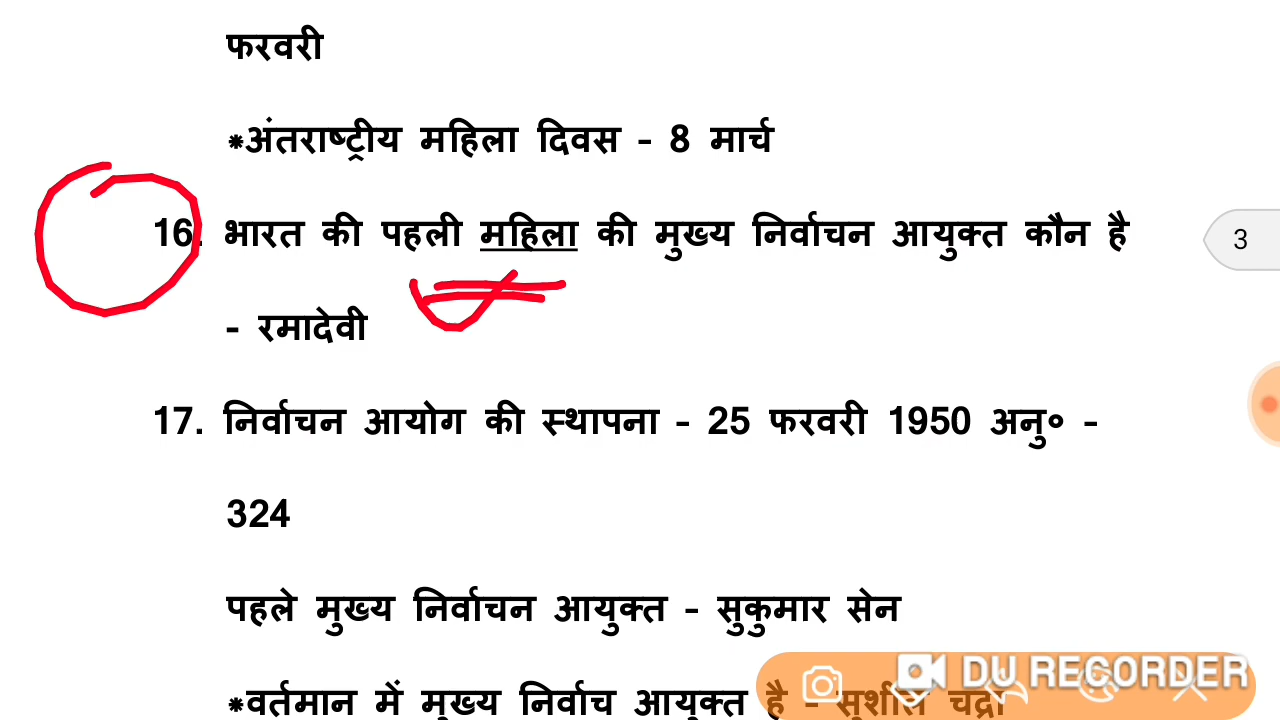 फरवरी
*अंतराष्ट्रीय महिला दिवस - 8 मार्च
16. भारत की पहली महिला की मुख्य निर्वाचन आयुक्त कौन है
3
- रमादेवी
17. निर्वाचन आयोग की स्थापना - 25 फरवरी 1950 अनु० -
324
पहले मुख्य निर्वाचन आयुक्त - सुकुमार सेन
*वर्तमान में मुख्य निर्वाच आयुक्त है - सुशील चंद्रा
DU RECORDER